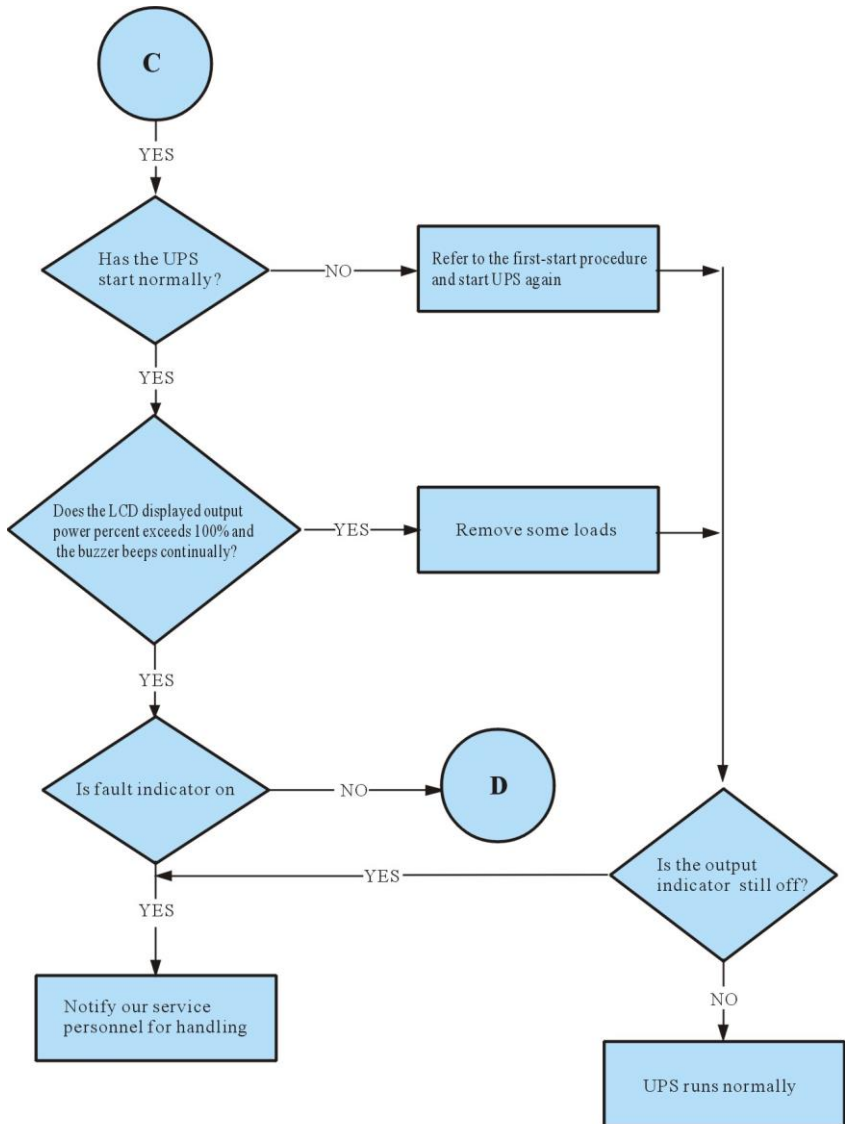 C
YES
Has the UPS
start normally?
NO
Refer to the first-start procedure
and start UPS again
YES
Does the LCD displayed output
power percent exceeds 100% and
the buzzer beeps continually?
YES
Remove some loads
YES
Is fault indicator on
NO
D
Is the output
indicator still off?
YES
YES
Notify our service
personnel for handling
NO
UPS runs normally